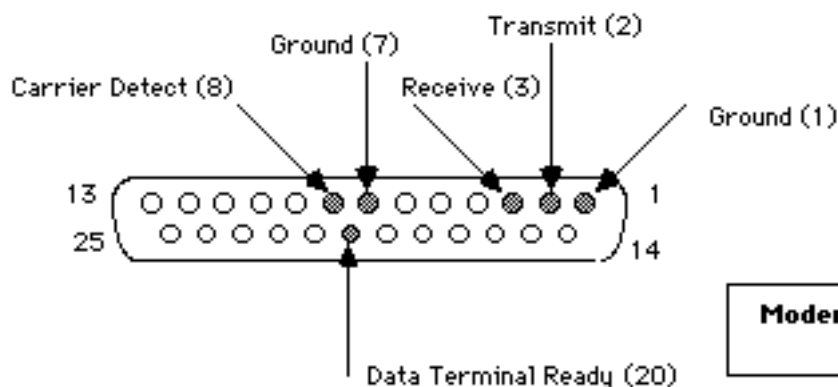 Transmit (2)
Ground (7)
Carrier Detect (8)
Receive (3)
Ground (1)
13
1
25
14
Data Terminal Ready (20)